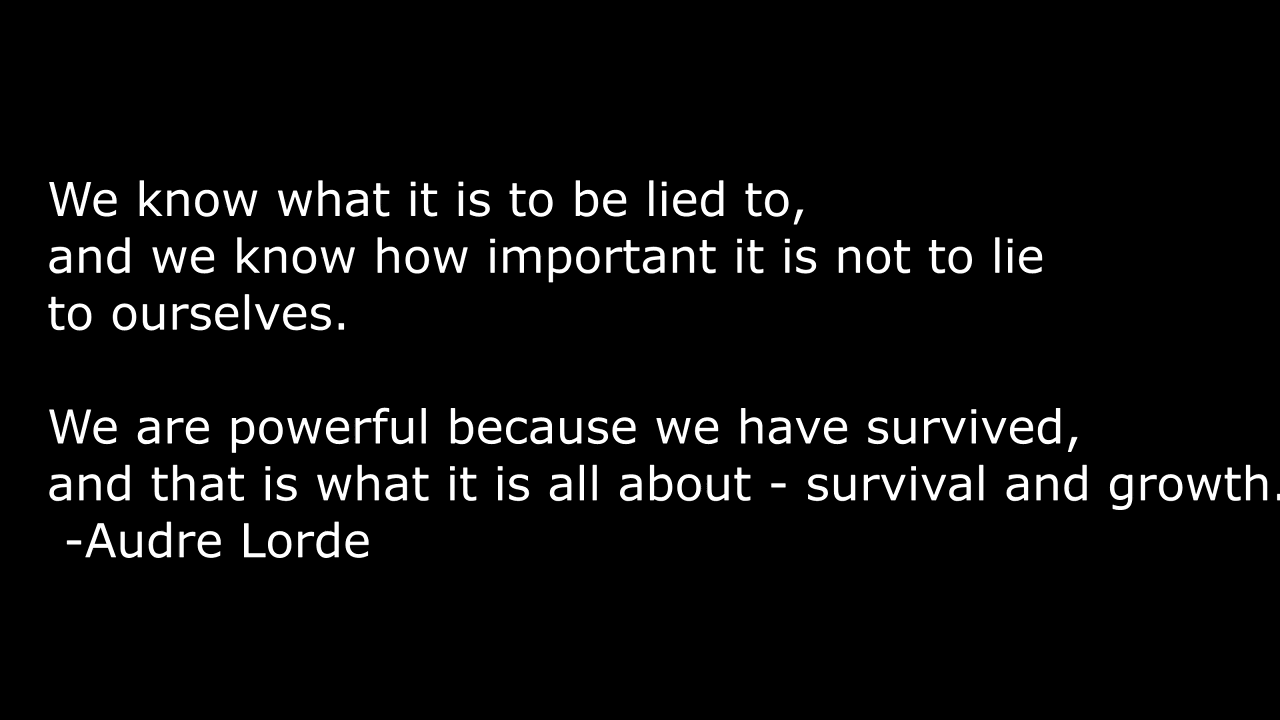 We know what it is to be lied to,
and we know how important it is not to lie
to ourselves.
We are powerful because we have survived,
and that is what it is all about - survival and growth.
-Audre Lorde